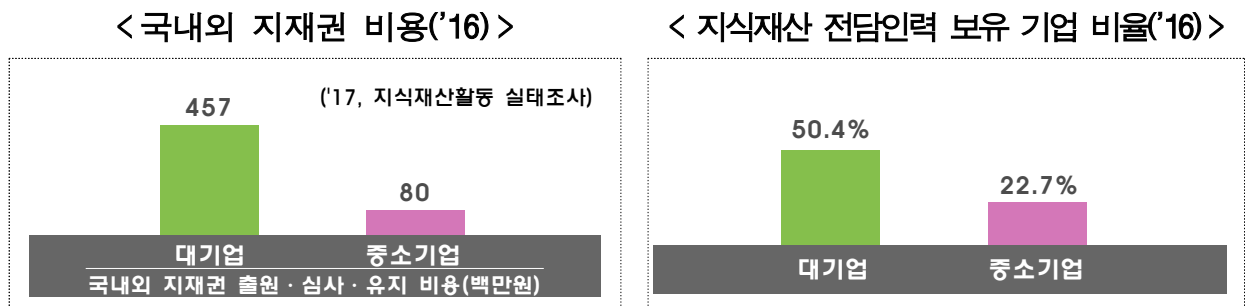 <국내외 지재권 비용(’16)>
('17, 지식재산활동 실태조사)
457
80
대기업 중소기업
국내외 지재권 출원·심사·유지 비용(백만원)
< 지식재산 전담인력 보유 기업 비율(’16)>
50.4%
22.7%
대기업 중소기업